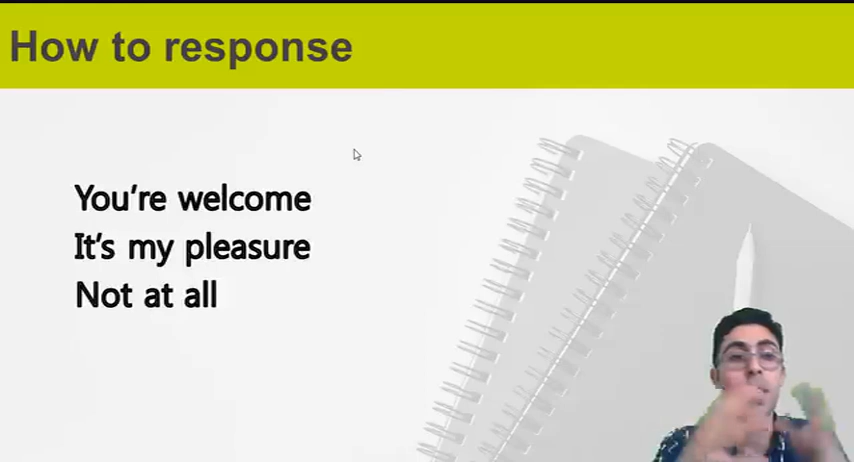 How to response
You're welcome
It's my pleasure
Not at all